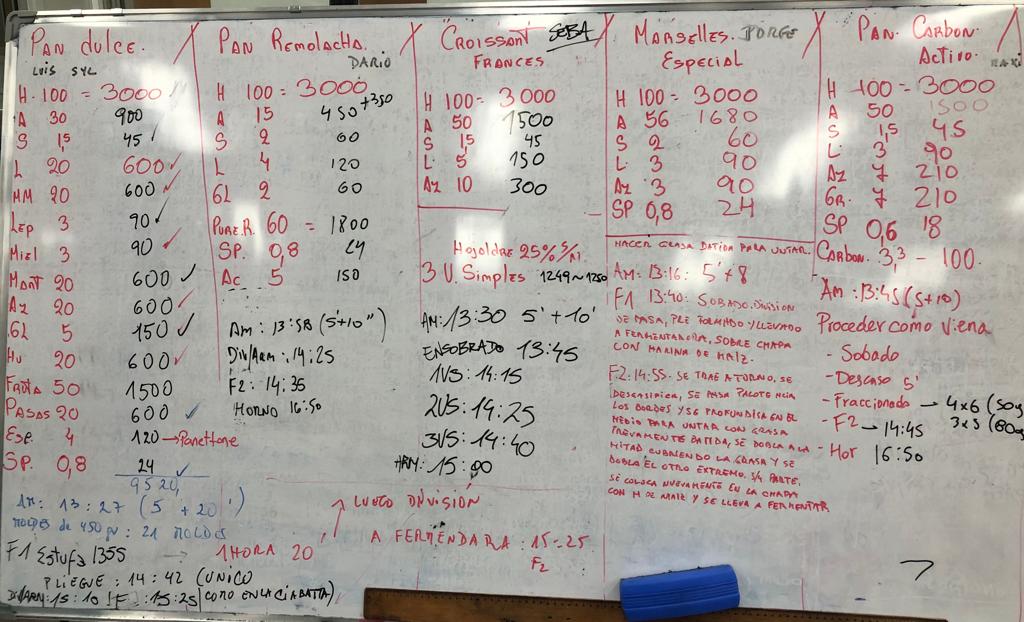 PAN DULCE.
LUIS SYL
H. 100 = 3000
A 30 900
S 1,5 45 ✓
L 20 600 ✓
MM 20 600 ✓
LEP 3 90 ✓
MIEL 3 90 ✓
MANT 20 600 ✓
AZ 20 600 ✓
GL 5 150 ✓
HU 20 600 ✓
FRUTA 50 1500
PASAS 20 600 ✓
ESE 4 120 → Panettone
SP. 0,8 24 ✓
9520,
AM: 13:27 (5' + 20')
MOLDES DE 450 gr: 21 MOLDES
F1 ESTUFA 1355 → 1 HORA 20'
PLIEGUE: 14:42 (UNICO
DIV/ARM: 15:10 [F]: 15:25 COMO EN LA CIABATTA)
PAN REMOLACHA.
DARIO
H 100 = 3000
A 15 450 +350
S 2 60
L 4 120
GL 2 60
PURE.R. 60 = 1800
SP. 0,8 24
AC 5 150
AM: 13:58 (5'+10")
DIV/ARM: 14:25
F2: 14:35
HORNO 16:50
CROISSANT SEBA
FRANCES
H 100 = 3000
A 50 1500
S 1,5 45
L 5 150
AZ 10 300
Hojaldre 25% S/M.
3 V. Simples 1249~1250
AM: 13:30 5' + 10'
ENSOBRADO 13:45
1VS: 14:15
2VS: 14:25
3VS: 14:40
ARM: 15:00
LUEGO DIVISIÓN
A FERMENDARA: 15-25
F2
MARSELLES. JORGE
ESPECIAL
H 100 = 3000
A 56 1680
S 2 60
L 3 90
AZ 3 90
SP 0,8 24
HACER GRASA BATIDA PARA UNTAR.
AM: 13:16: 5' + 8
F1 13:40: SOBADO. DIVISION
DE MASA, PRE FORMADO Y LLEVADO
A FERMENTADORA, SOBRE CHAPA
CON HARINA DE MAÍZ.
F2: 14:55. SE TRAE A TORNO, SE
DESGASIFICA, SE PASA PALOTE HCIA
LOS BORDES Y SE PROFUNDISA EN EL
MEDIO PARA UNTAR CON GRASA
PREVAMENTE BATIDA, SE DOBLA A LA
MITAD CUBRIENDO LA GRASA Y SE
DOBLA EL OTRO EXTREMO. 3/4 PARTE.
SE COLOCA NUEVAMENTE EN LA CHAPA
CON H DE MAIZ Y SE LLEVA A FERMENTAR
PAN. CARBON.
ACTIVO.
H 100 = 3000
A 50 1500
S 1,5 45
L 3 90
AZ 7 210
GR. 7 210
SP 0,6 18
Carbon. 3,3 - 100.
AM: 13:45 (5+10)
Proceder como Viena
- Sobado
- Descaso 5'
- Fraccionado → 4x6 (50g
3x3 (80g
- F2 → 14:45
- Hor 16:50